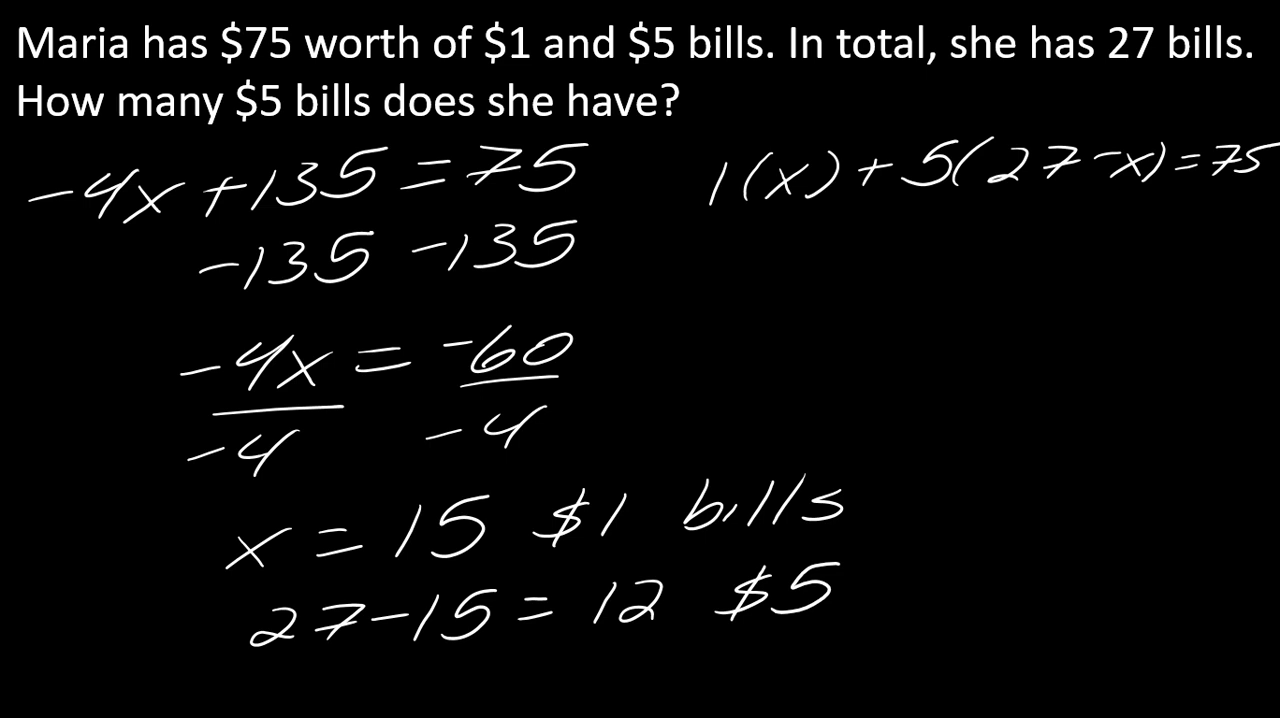 Maria has $75 worth of $1 and $5 bills. In total, she has 27 bills.
How many $5 bills does she have?
1(x) + 5(27-x) = 75
-4x + 135 = 75
-135 -135
-4x = -60
-4 -4
x = 15 $1 bills
27-15 = 12 $5